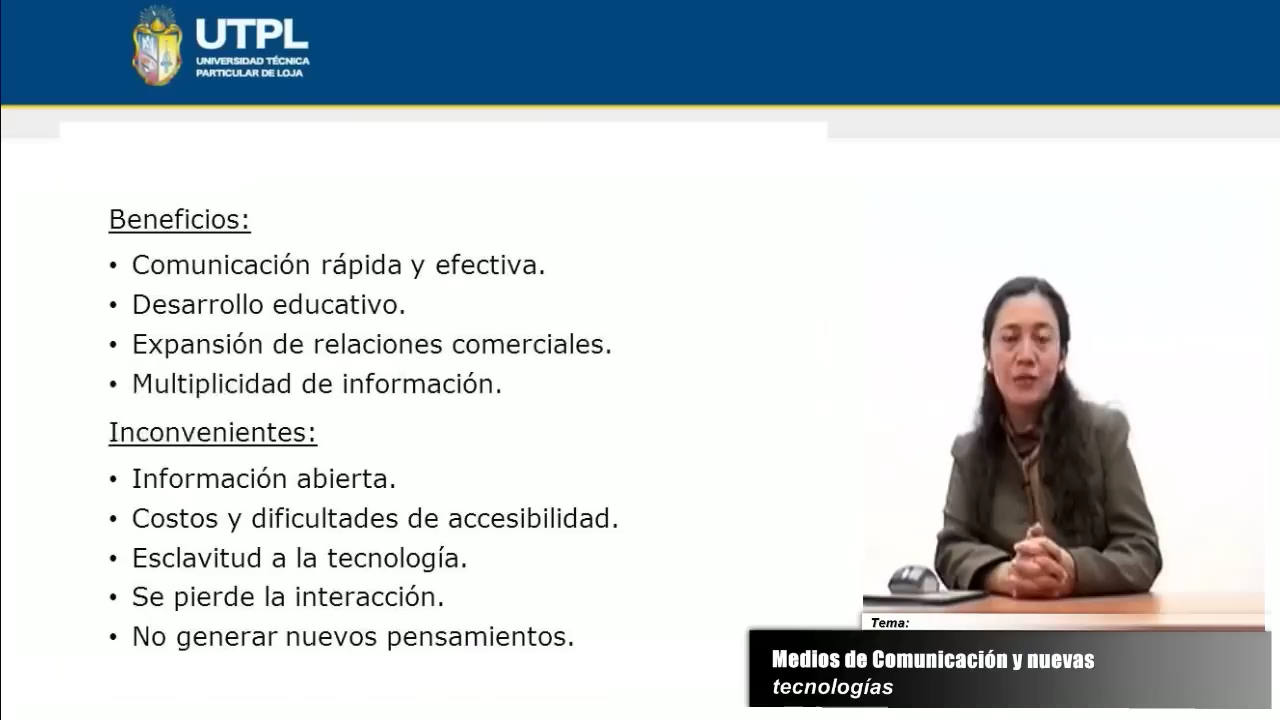 UTPL
UNIVERSIDAD TÉCNICA
PARTICULAR DE LOJA
Beneficios:
• Comunicación rápida y efectiva.
• Desarrollo educativo.
• Expansión de relaciones comerciales.
• Multiplicidad de información.
Inconvenientes:
• Información abierta.
• Costos y dificultades de accesibilidad.
• Esclavitud a la tecnología.
• Se pierde la interacción.
• No generar nuevos pensamientos.
Tema:
Medios de Comunicación y nuevas
tecnologías